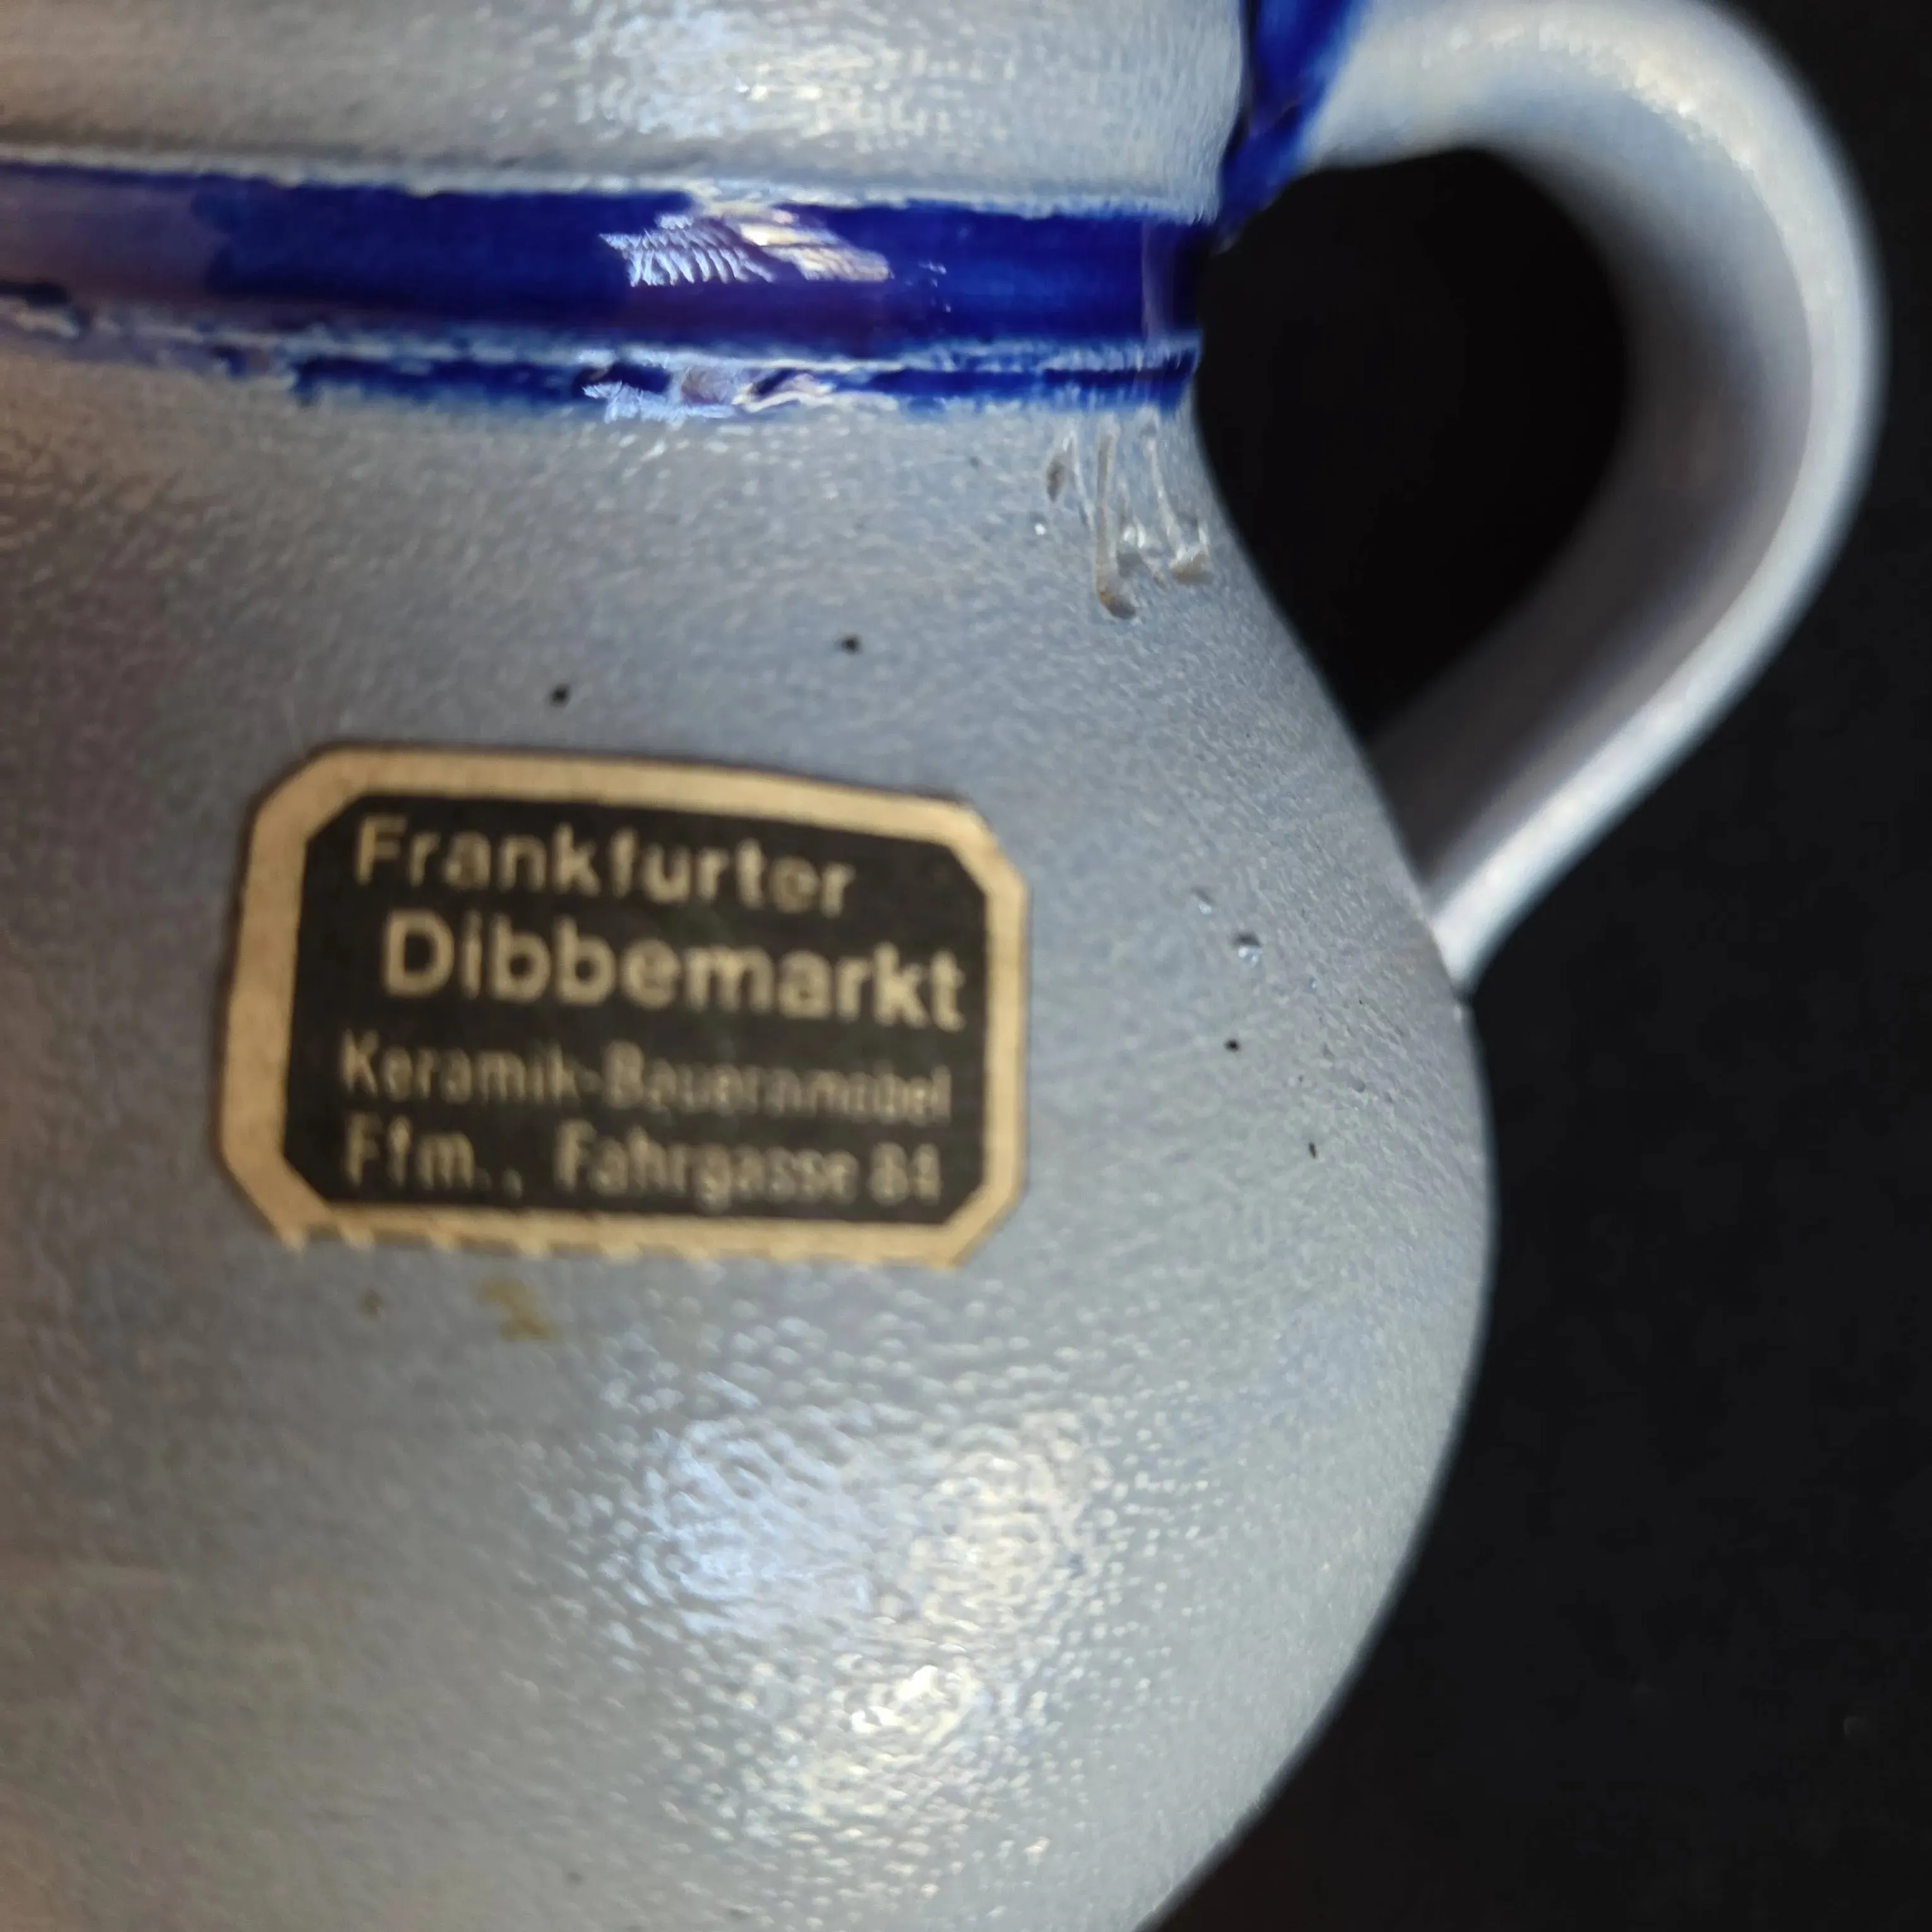 Frankfurter
Dibbemarkt
Keramik-Bauernmöbel
Ffm., Fahrgasse 84